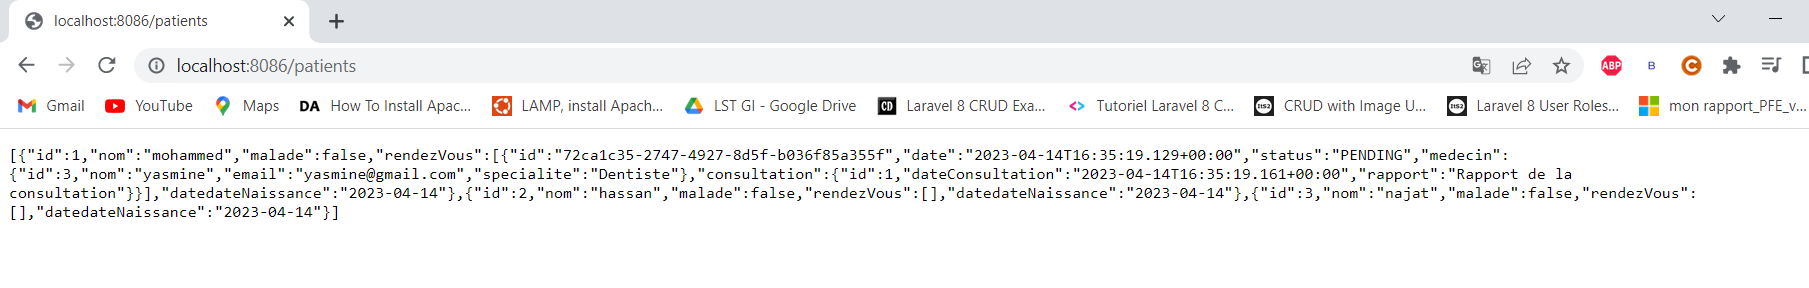 localhost:8086/patients
localhost:8086/patients
ABP B C
Gmail YouTube Maps DA How To Install Apac... LAMP, install Apach... LST GI - Google Drive CD Laravel 8 CRUD Exa... <> Tutoriel Laravel 8 C... ItS2 CRUD with Image U... ItS2 Laravel 8 User Roles... mon rapport_PFE_v...
[{"id":1,"nom":"mohammed","malade":false,"rendezVous":[{"id":"72ca1c35-2747-4927-8d5f-b036f85a355f","date":"2023-04-14T16:35:19.129+00:00","status":"PENDING","medecin":
{"id":3,"nom":"yasmine","email":"yasmine@gmail.com","specialite":"Dentiste"},"consultation":{"id":1,"dateConsultation":"2023-04-14T16:35:19.161+00:00","rapport":"Rapport de la
consultation"}}],"datedateNaissance":"2023-04-14"},{"id":2,"nom":"hassan","malade":false,"rendezVous":[],"datedateNaissance":"2023-04-14"},{"id":3,"nom":"najat","malade":false,"rendezVous":
[],"datedateNaissance":"2023-04-14"}]